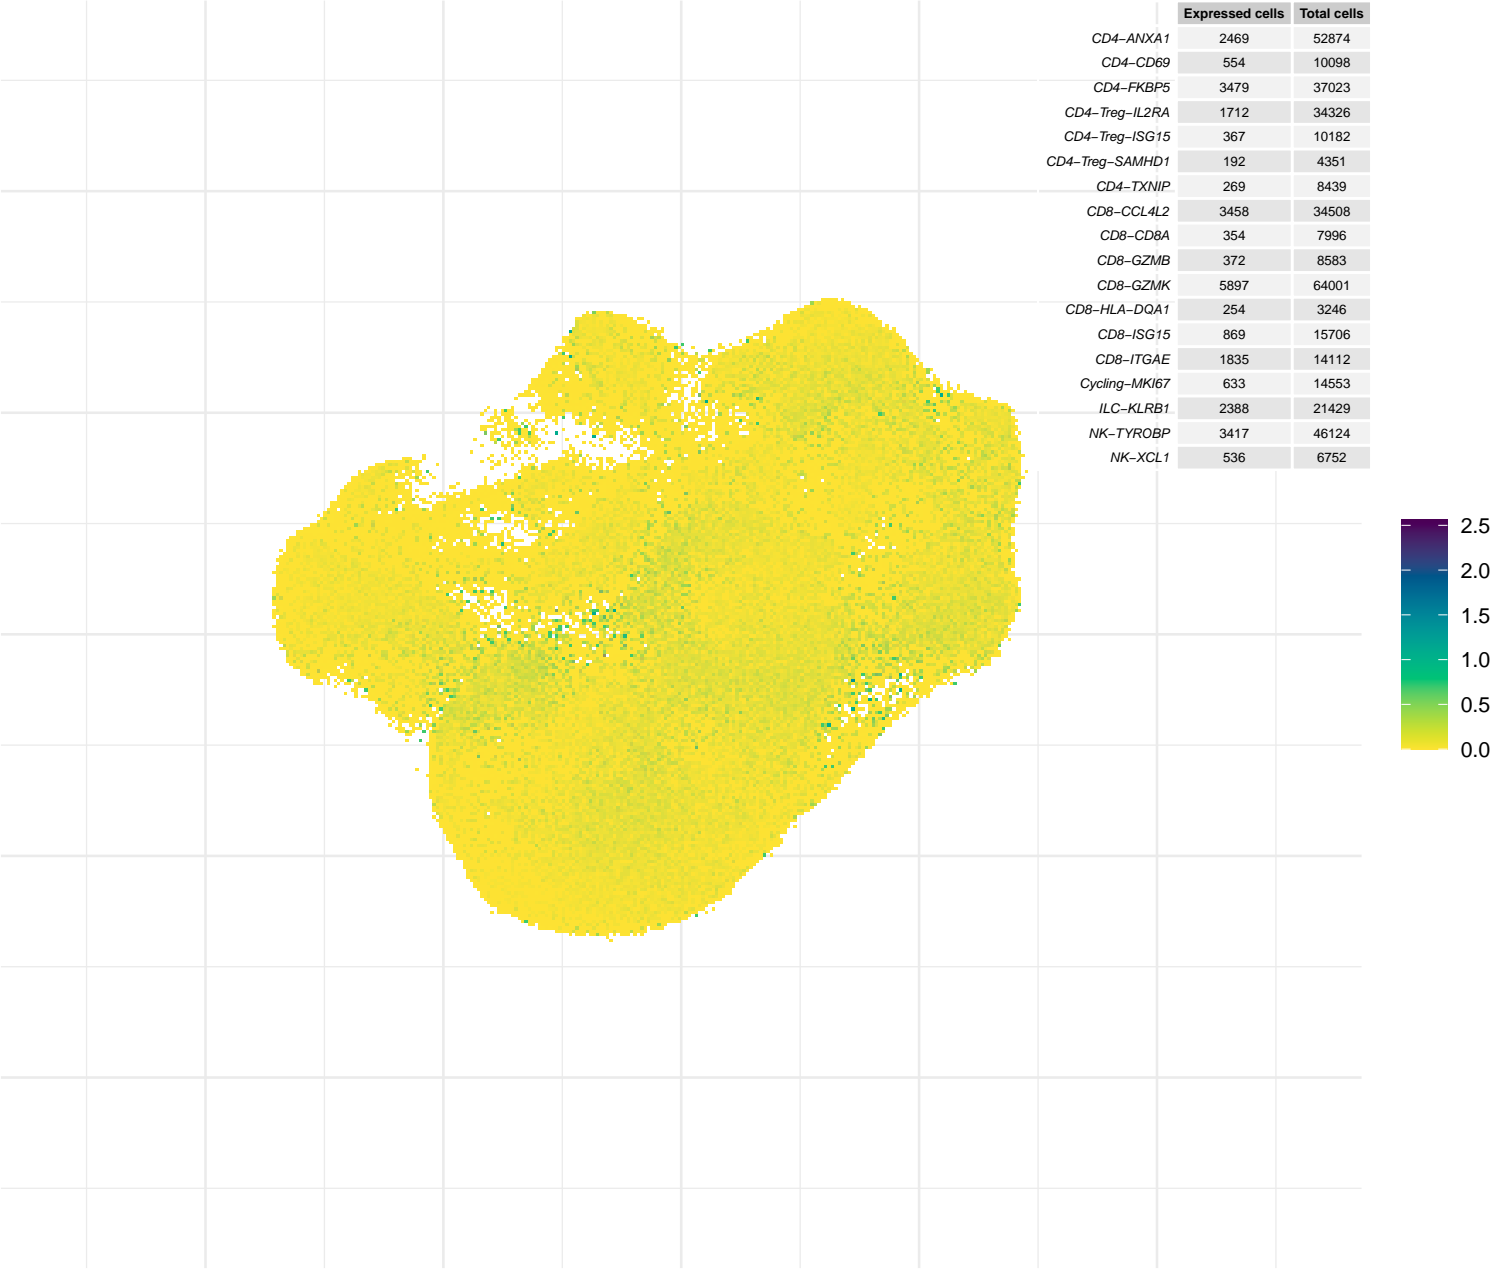 Expressed cells Total cells
CD4−ANXA1 2469 52874
CD4−CD69 554 10098
CD4−FKBP5 3479 37023
CD4−Treg−IL2RA 1712 34326
CD4−Treg−ISG15 367 10182
CD4−Treg−SAMHD1 192 4351
CD4−TXNIP 269 8439
CD8−CCL4L2 3458 34508
CD8−CD8A 354 7996
CD8−GZMB 372 8583
CD8−GZMK 5897 64001
CD8−HLA−DQA1 254 3246
CD8−ISG15 869 15706
CD8−ITGAE 1835 14112
Cycling−MKI67 633 14553
ILC−KLRB1 2388 21429
NK−TYROBP 3417 46124
NK−XCL1 536 6752
2.5
2.0
1.5
1.0
0.5
0.0